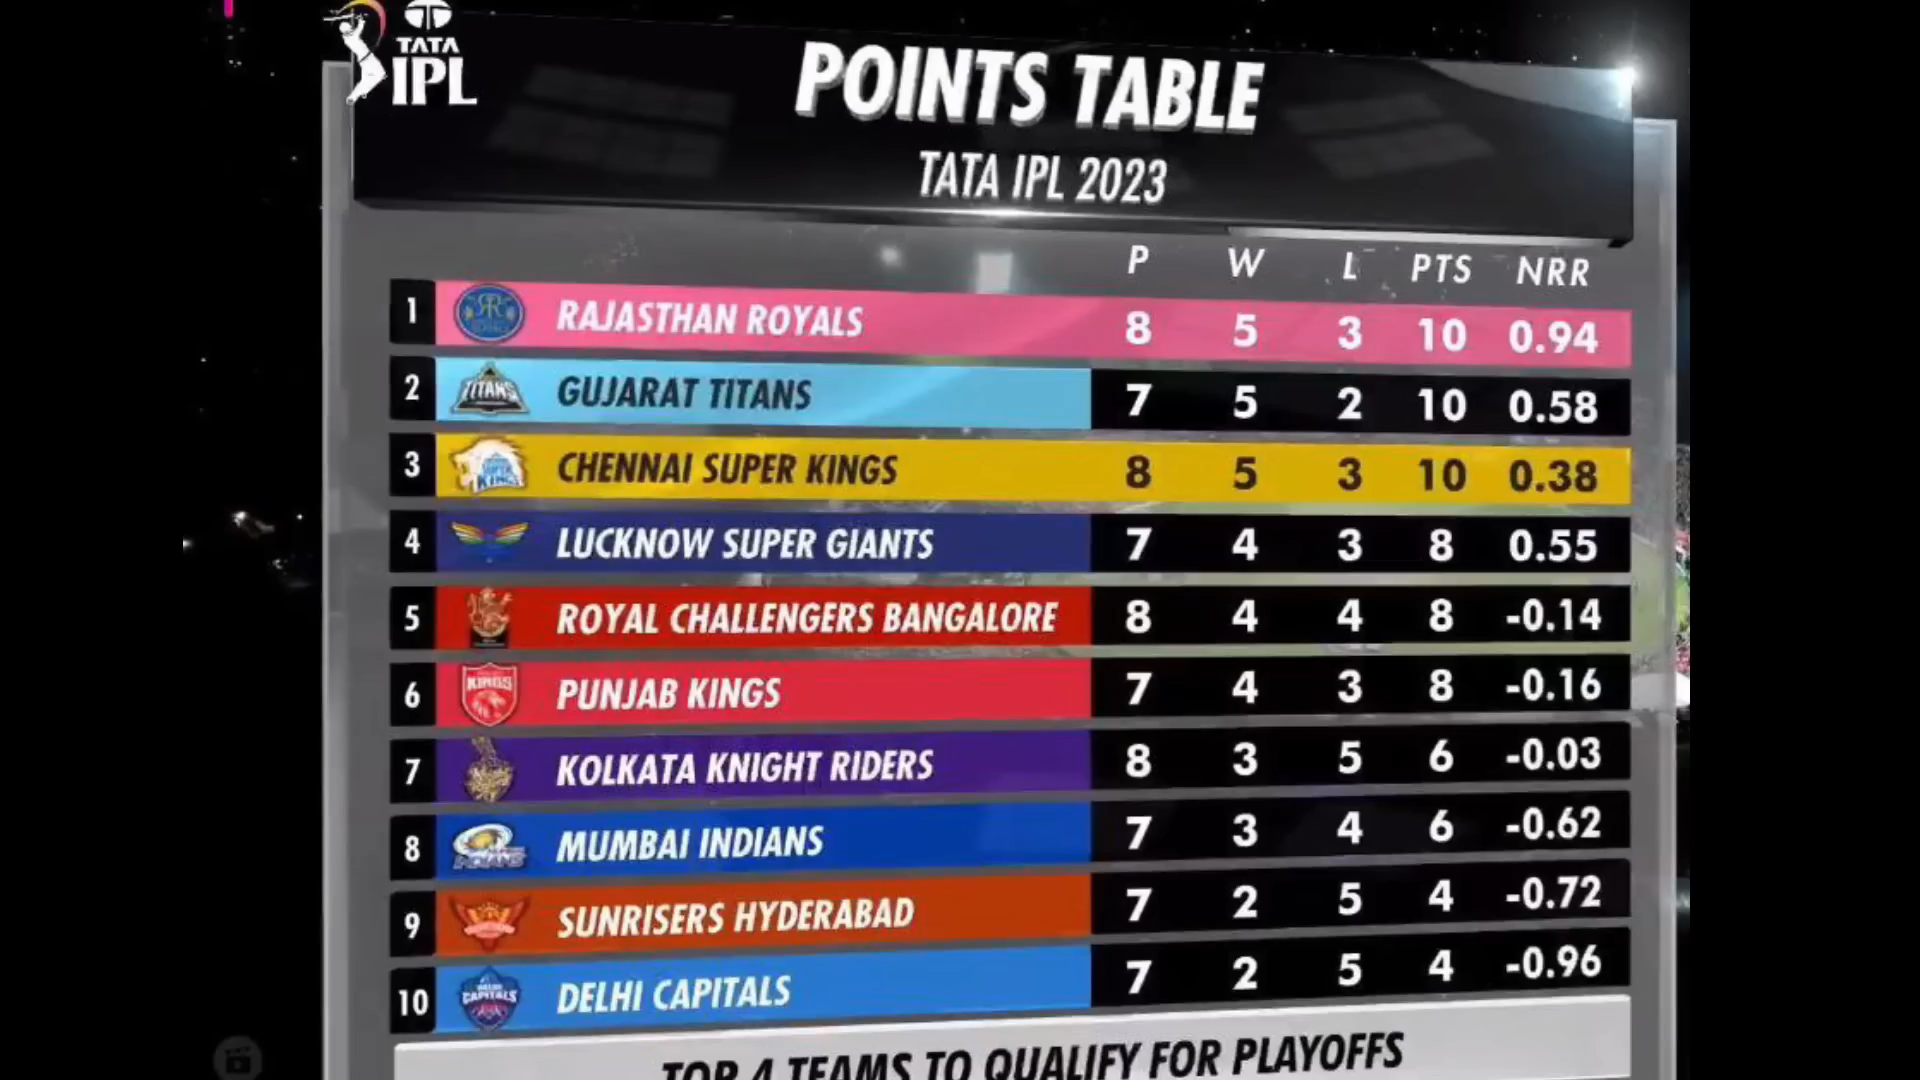 TATA
IPL
POINTS TABLE
TATA IPL 2023
P W L PTS NRR
1 RAJASTHAN ROYALS 8 5 3 10 0.94
2 TITANS GUJARAT TITANS 7 5 2 10 0.58
3 CHENNAI SUPER KINGS 8 5 3 10 0.38
4 LUCKNOW SUPER GIANTS 7 4 3 8 0.55
5 ROYAL CHALLENGERS BANGALORE 8 4 4 8 -0.14
6 KINGS PUNJAB KINGS 7 4 3 8 -0.16
7 KOLKATA KNIGHT RIDERS 8 3 5 6 -0.03
8 MUMBAI INDIANS 7 3 4 6 -0.62
9 SUNRISERS HYDERABAD 7 2 5 4 -0.72
10 CAPITALS DELHI CAPITALS 7 2 5 4 -0.96
TOP 4 TEAMS TO QUALIFY FOR PLAYOFFS